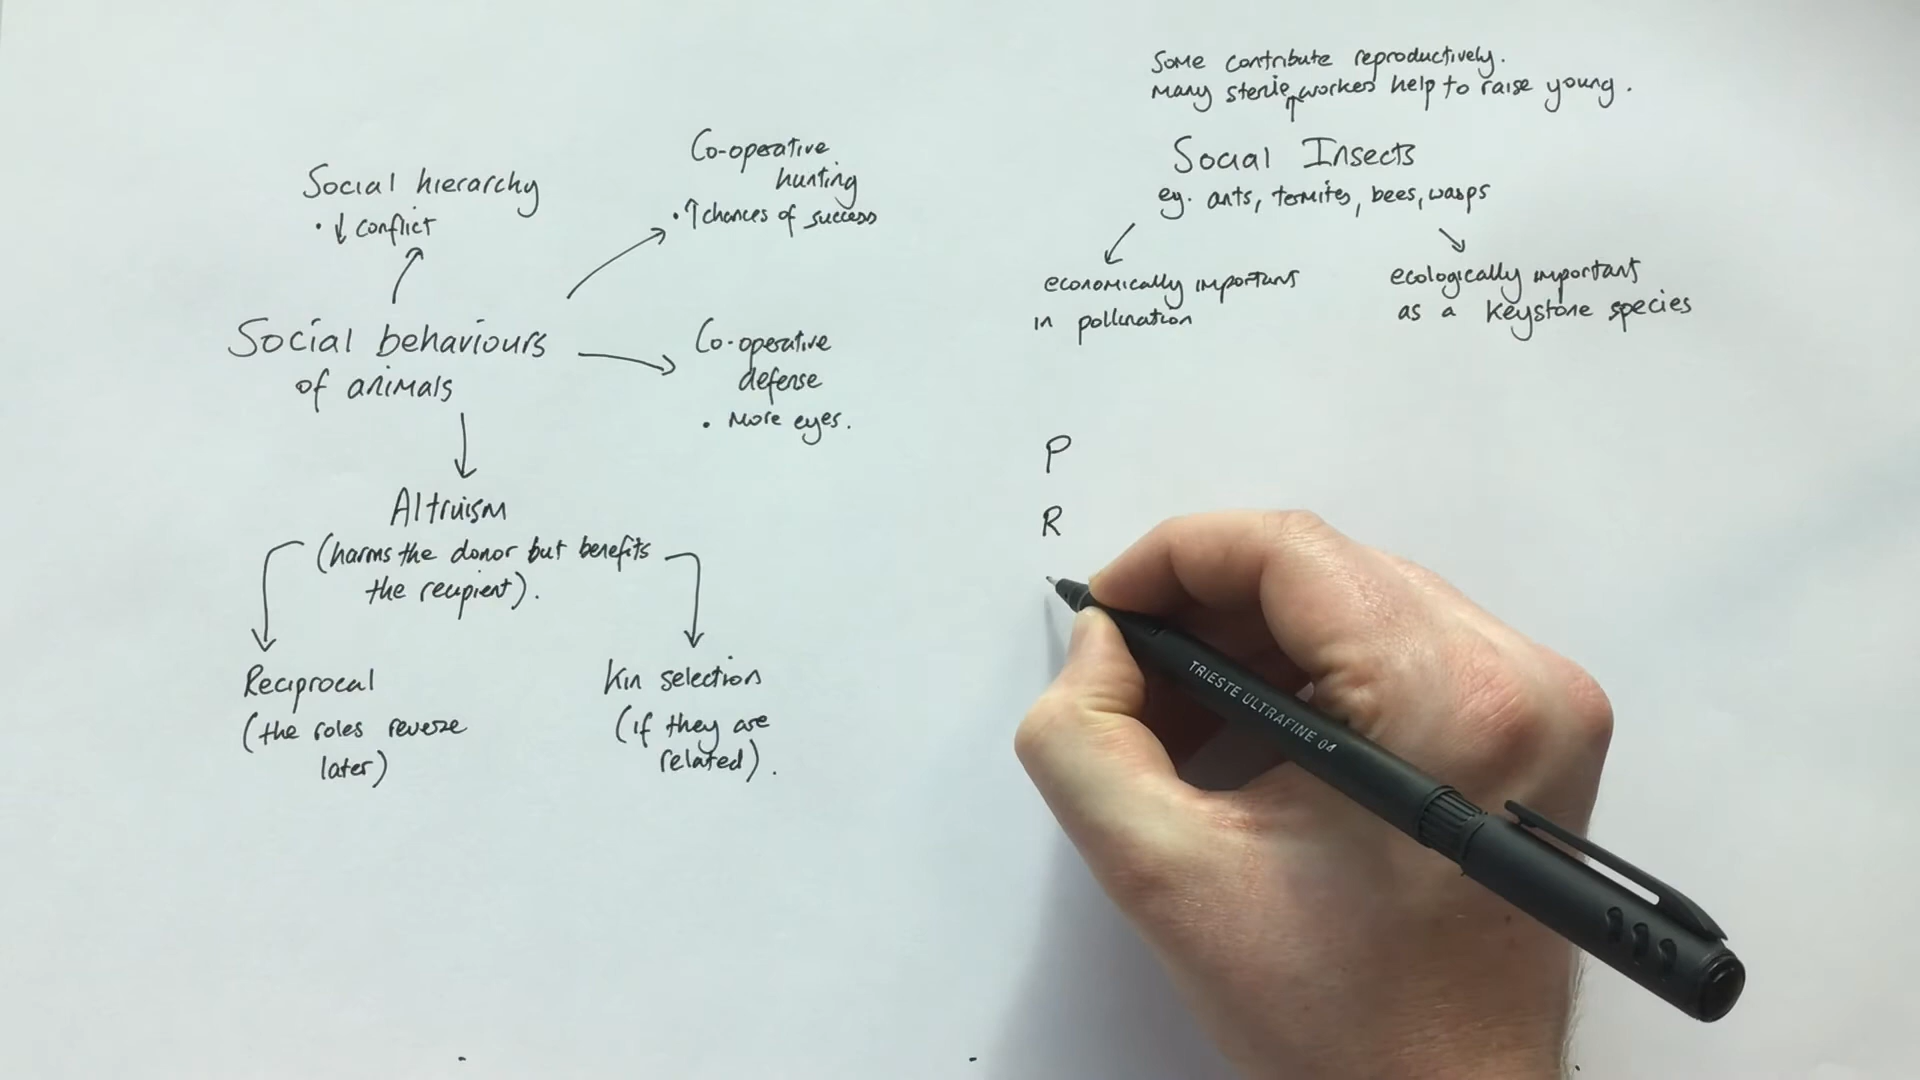 Social hierarchy
• ↓ conflict
Co-operative
hunting
• ↑ chances of success
Social behaviours
of animals
Co-operative
defense
• More eyes.
Altruism
(harms the donor but benefits
the recipient).
Reciprocal
(the roles reverse
later)
Kin selection
(if they are
related).
Some contribute reproductively.
Many sterile workers help to raise young.
Social Insects
eg. ants, termites, bees, wasps
economically important
in pollination
ecologically important
as a keystone species
P
R
TRIESTE ULTRAFINE 04